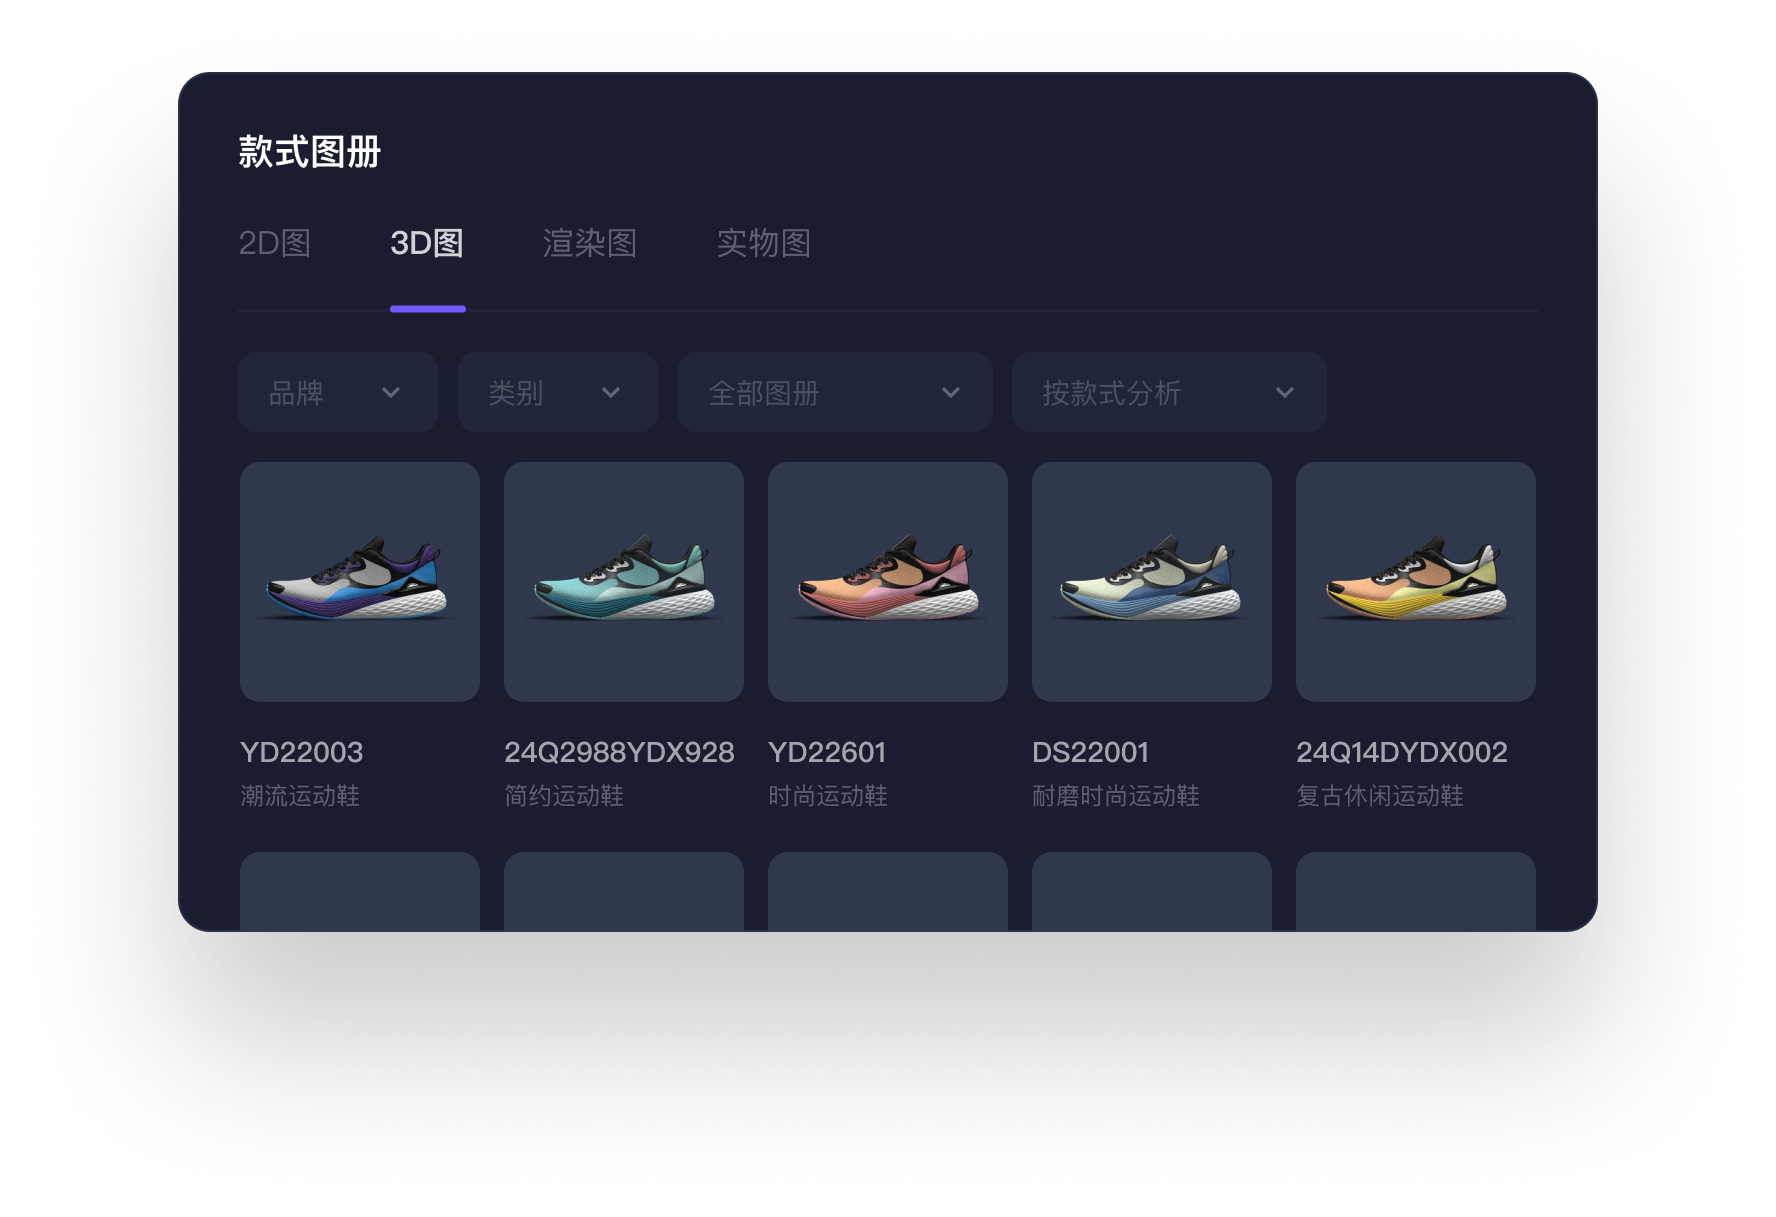 款式图册
2D图 3D图 渲染图 实物图
品牌 类别 全部图册 按款式分析
YD22003 24Q2988YDX928 YD22601 DS22001 24Q14DYDX002
潮流运动鞋 简约运动鞋 时尚运动鞋 耐磨时尚运动鞋 复古休闲运动鞋